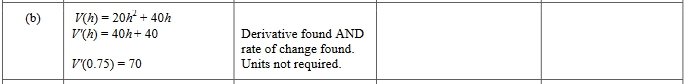 (b)
V(h) = 20h² + 40h
V'(h) = 40h + 40
V'(0.75) = 70
Derivative found AND
rate of change found.
Units not required.